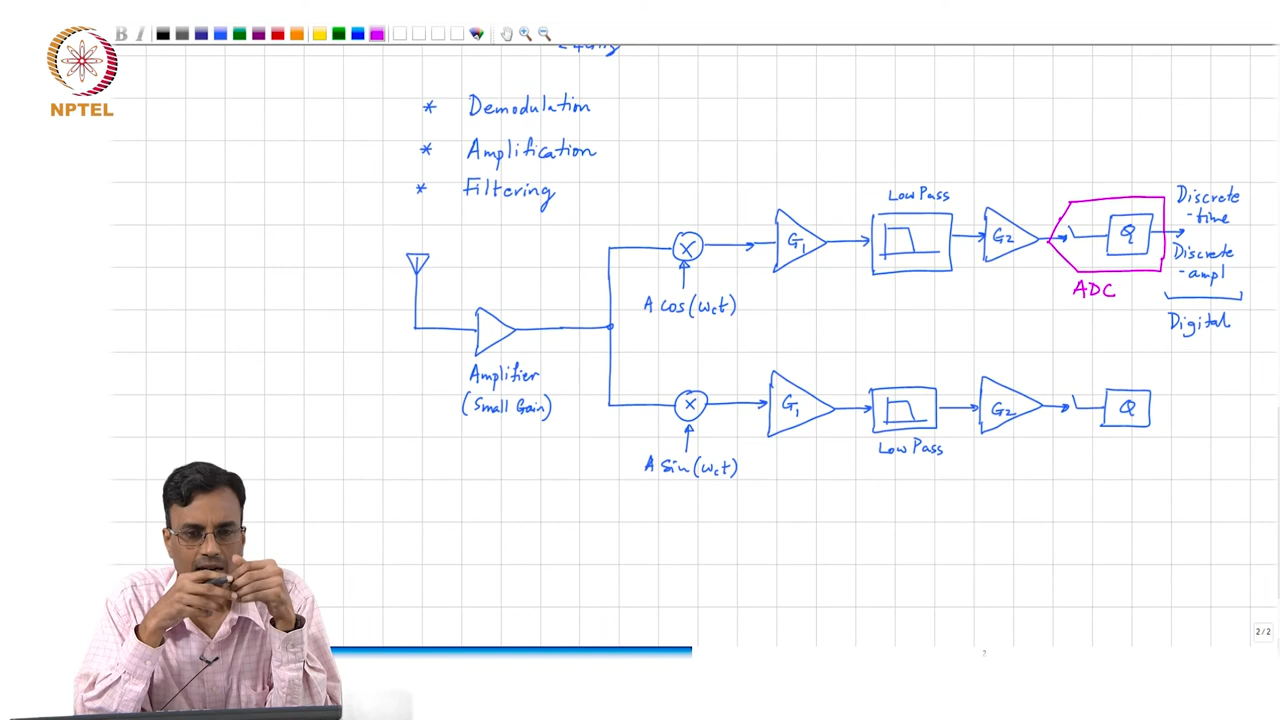 B I
NPTEL
* Demodulation
* Amplification
* Filtering
Low Pass
Discrete
-time
X
G1
G2
Q
Discrete
-ampl
ADC
A cos(ωct)
Digital
Amplifier
(Small Gain)
X
G1
G2
Q
Low Pass
A sin(ωct)
2/2
2